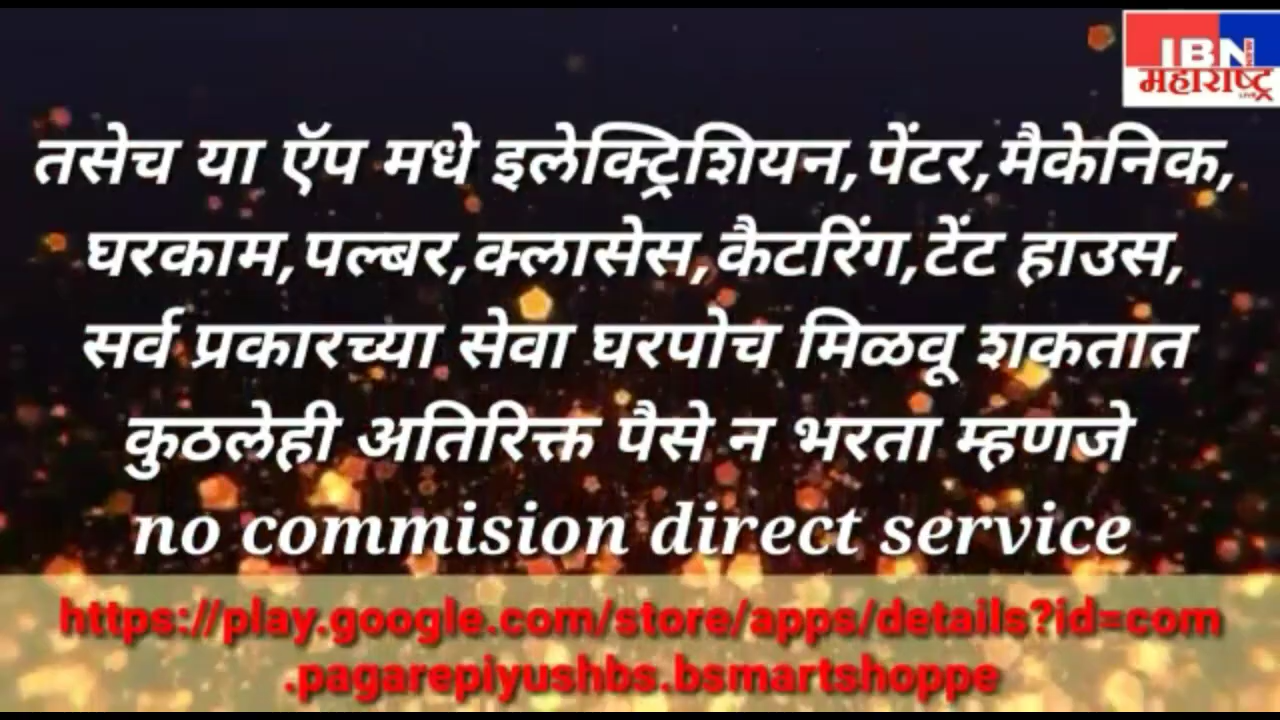 IBN
महाराष्ट्र
LIVE
तसेच या ऍप मधे इलेक्ट्रिशियन,पेंटर,मैकेनिक,
घरकाम,पल्बर,क्लासेस,कैटरिंग,टेंट हाउस,
सर्व प्रकारच्या सेवा घरपोच मिळवू शकतात
कुठलेही अतिरिक्त पैसे न भरता म्हणजे
no commision direct service
https://play.google.com/store/apps/details?id=com
.pagarepiyushbs.bsmartshoppe